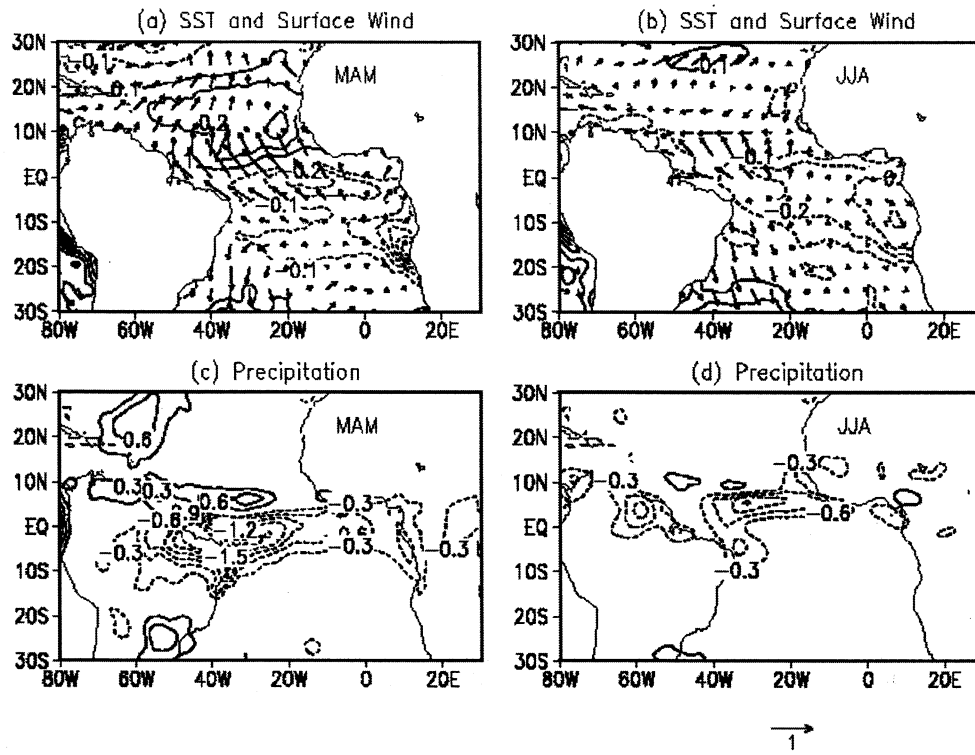 (a) SST and Surface Wind
(b) SST and Surface Wind
30N
20N
10N
EQ
10S
20S
30S
80W 60W 40W 20W 0 20E
MAM
-0.1
0.1
0.2
-0.2
-0.1
-0.1
30N
20N
10N
EQ
10S
20S
30S
80W 60W 40W 20W 0 20E
JJA
0.1
-0.1
0
-0.2
(c) Precipitation
(d) Precipitation
30N
20N
10N
EQ
10S
20S
30S
80W 60W 40W 20W 0 20E
MAM
0.6
0.3 0.3 0.6 -0.3
-0.6 -1.2
-0.3 -1.5 -0.3 -0.3
30N
20N
10N
EQ
10S
20S
30S
80W 60W 40W 20W 0 20E
JJA
-0.3 -0.3
-0.6
-0.3
1